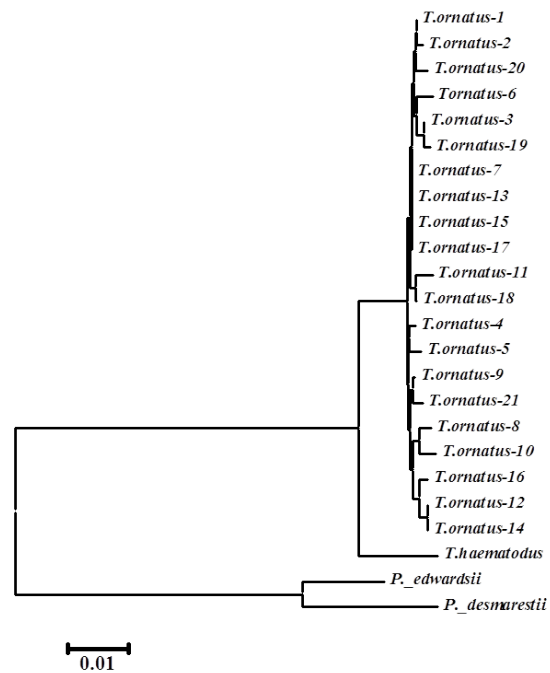 T.ornatus-1
T.ornatus-2
T.ornatus-20
Tornatus-6
T.ornatus-3
T.ornatus-19
T.ornatus-7
T.ornatus-13
T.ornatus-15
T.ornatus-17
T.ornatus-11
T.ornatus-18
T.ornatus-4
T.ornatus-5
T.ornatus-9
T.ornatus-21
T.ornatus-8
T.ornatus-10
T.ornatus-16
T.ornatus-12
T.ornatus-14
T.haematodus
P._edwardsii
P._desmarestii
0.01